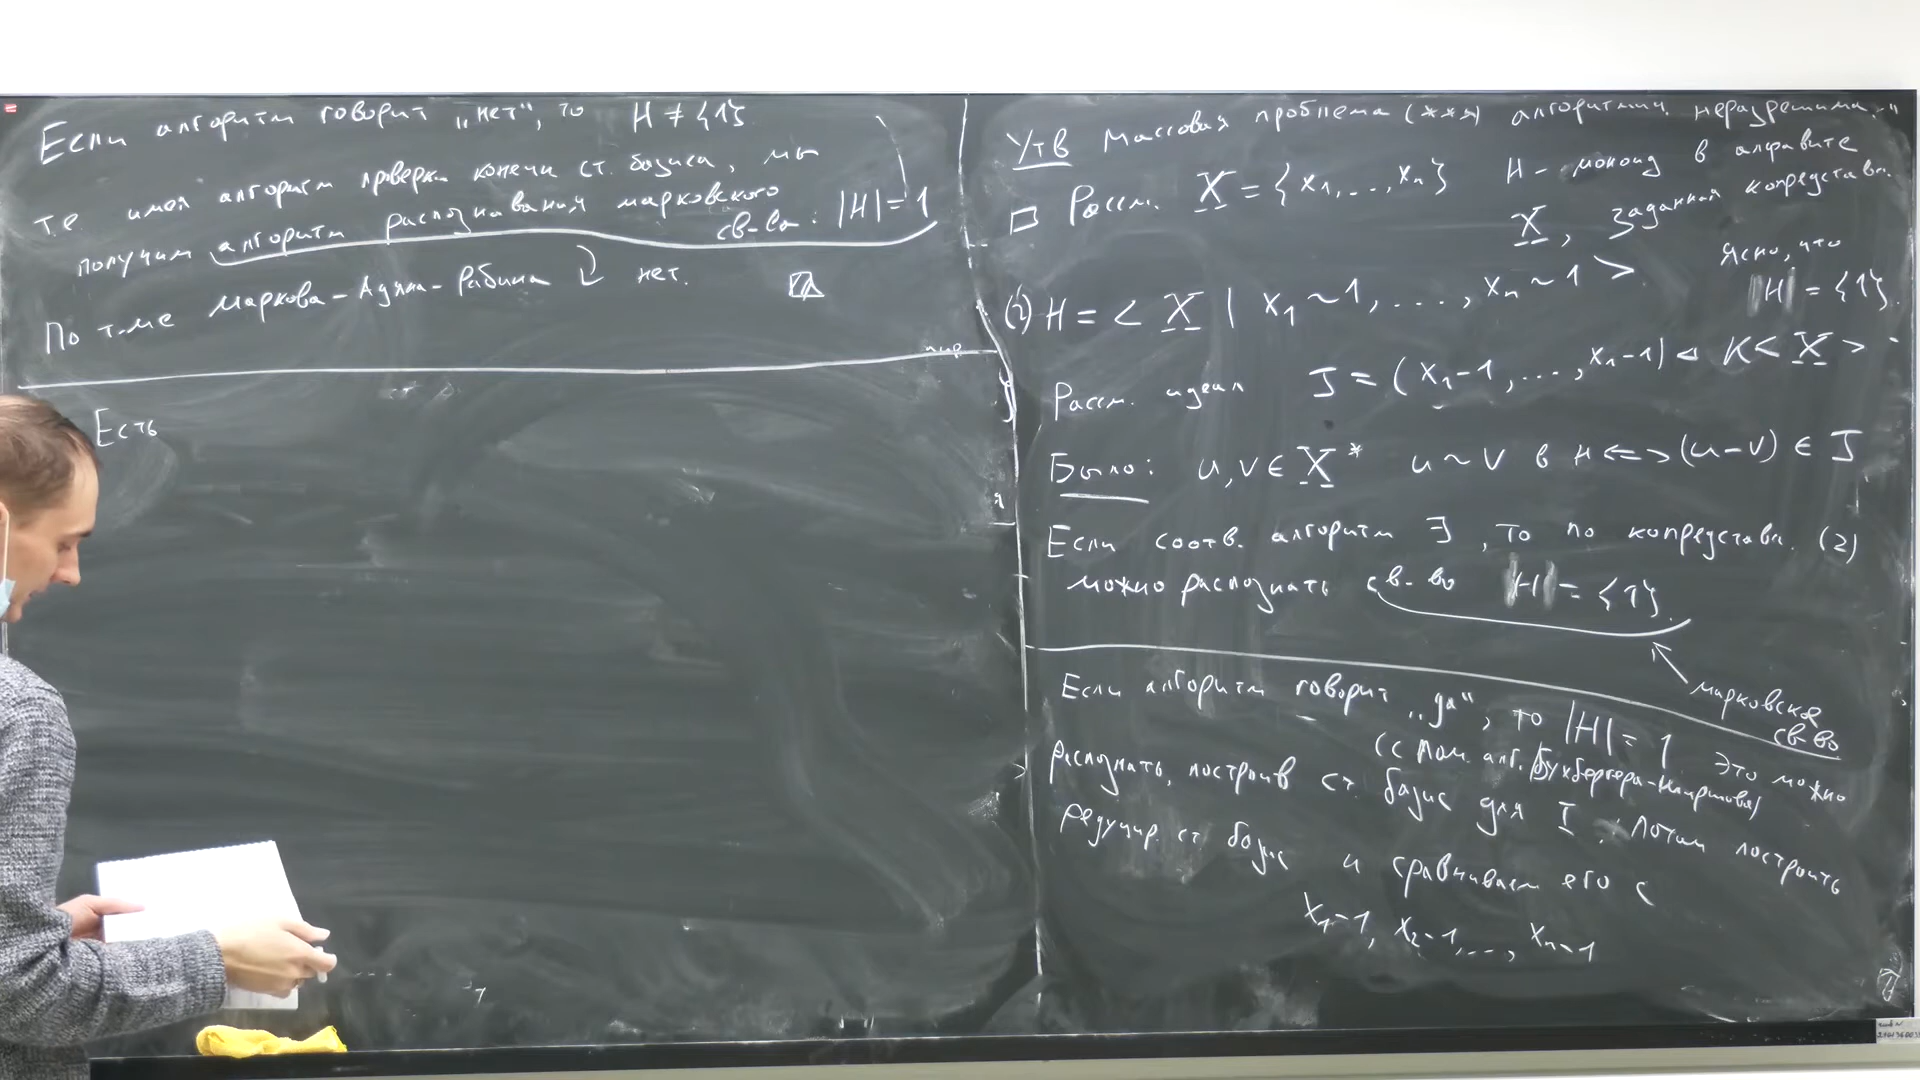 Если алгоритм говорит „нет“, то H ≠ {1}.
Т.е. имея алгоритм проверки конечн ст. базиса, мы
получим алгоритм распознавания марковского
св-ва: |H| = 1
По т-ме Маркова-Адяна-Рабина нет.
Есть
Утв Массовая проблема (***) алгоритмич. неразрешима."
Рассм. X = {x₁,...,xₙ} H - моноид в алфавите
X, заданная копредставл.
(2) H = < X | x₁ ~ 1, ..., xₙ ~ 1 >
Ясно, что
H = {1}.
Рассм. идеал J = (x₁-1, ..., xₙ-1) ◁ K< X >
Было: u, v ∈ X* u ~ v в H <=> (u-v) ∈ J
Если соотв. алгоритм ∃, то по копредставл. (2)
можно распознать св-во H = {1}.
марковское
св-во
Если алгоритм говорит „да“, то |H| = 1. Это можно
(с пом. алг. Бухбергера-Ширшова)
распознать, построив ст. базис для I. Потом построить
редуцир. ст базис и сравниваем его с
x₁-1, x₂-1, ..., xₙ-1